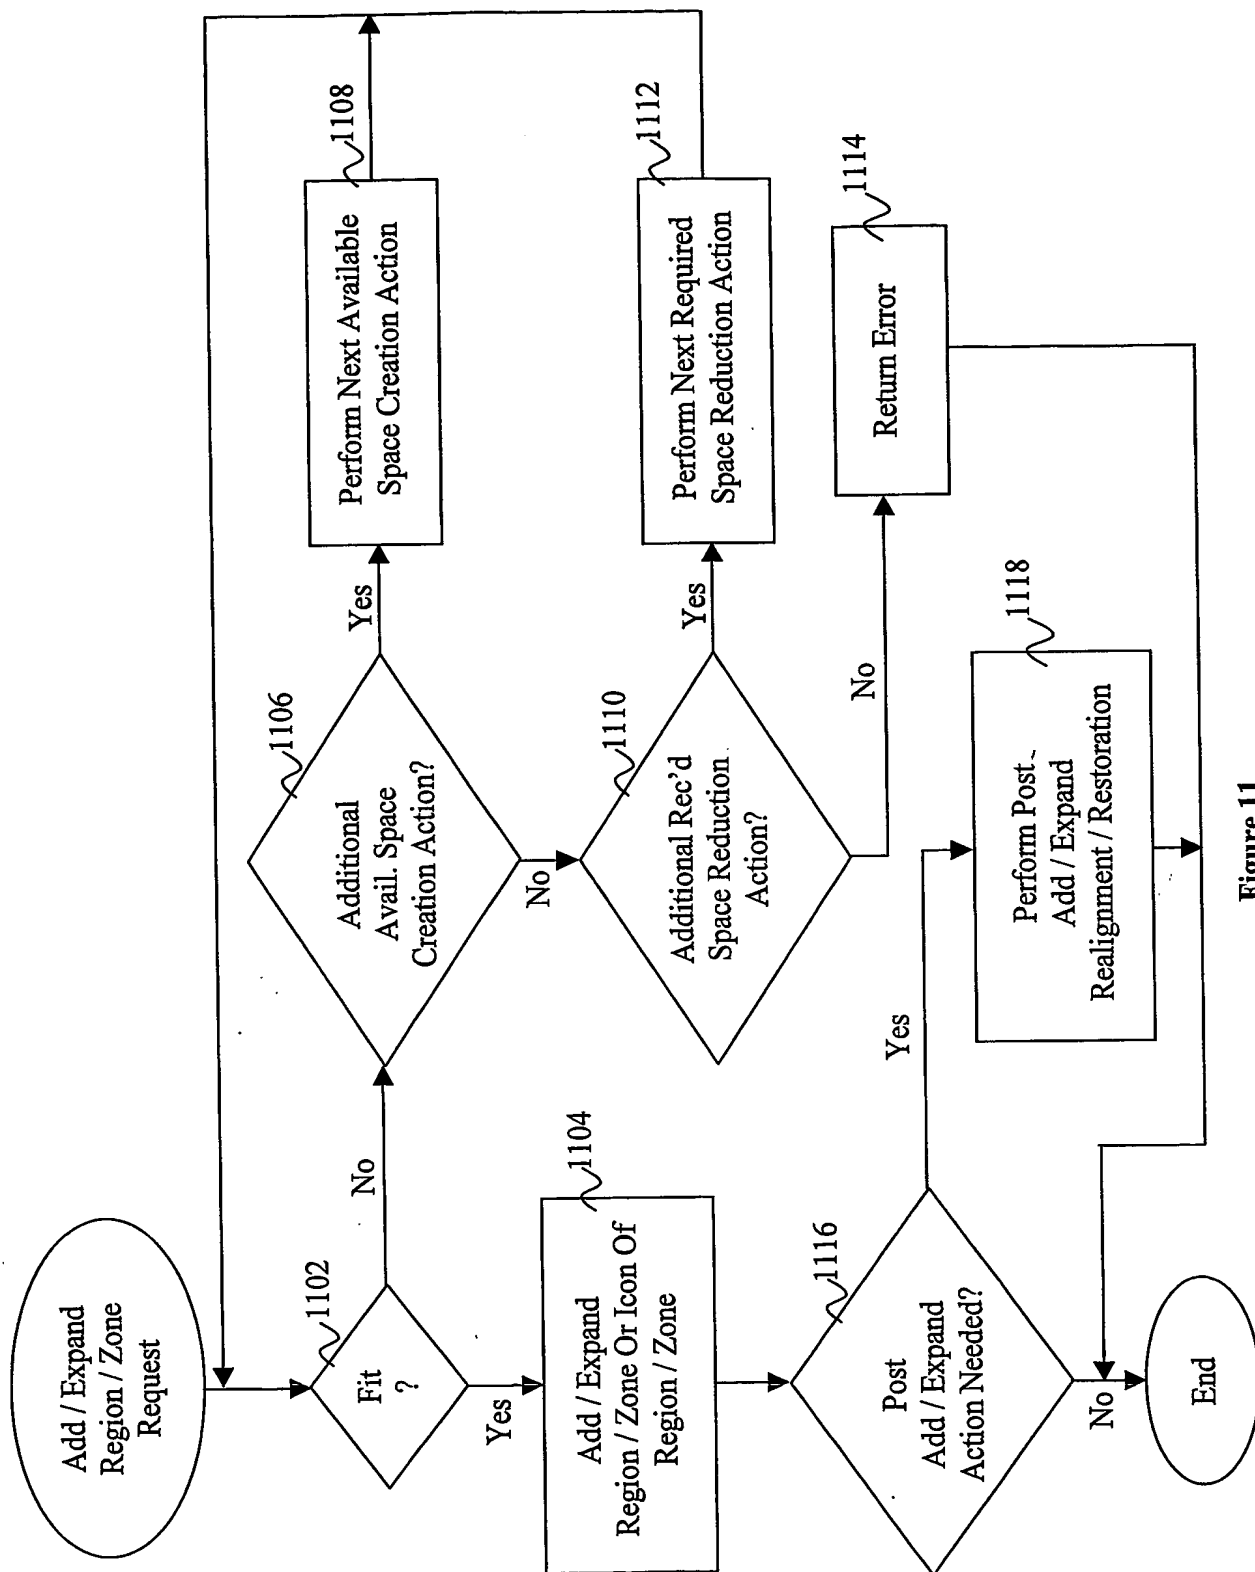 Add / Expand
Region / Zone
Request
1102
Fit
?
No
Yes
1104
Add / Expand
Region / Zone Or Icon Of
Region / Zone
1106
Additional
Avail. Space
Creation Action?
Yes
No
1108
Perform Next Available
Space Creation Action
1110
Additional Rec'd
Space Reduction
Action?
Yes
No
1112
Perform Next Required
Space Reduction Action
1114
Return Error
1116
Post
Add / Expand
Action Needed?
Yes
No
1118
Perform Post-
Add / Expand
Realignment / Restoration
End
Figure 11